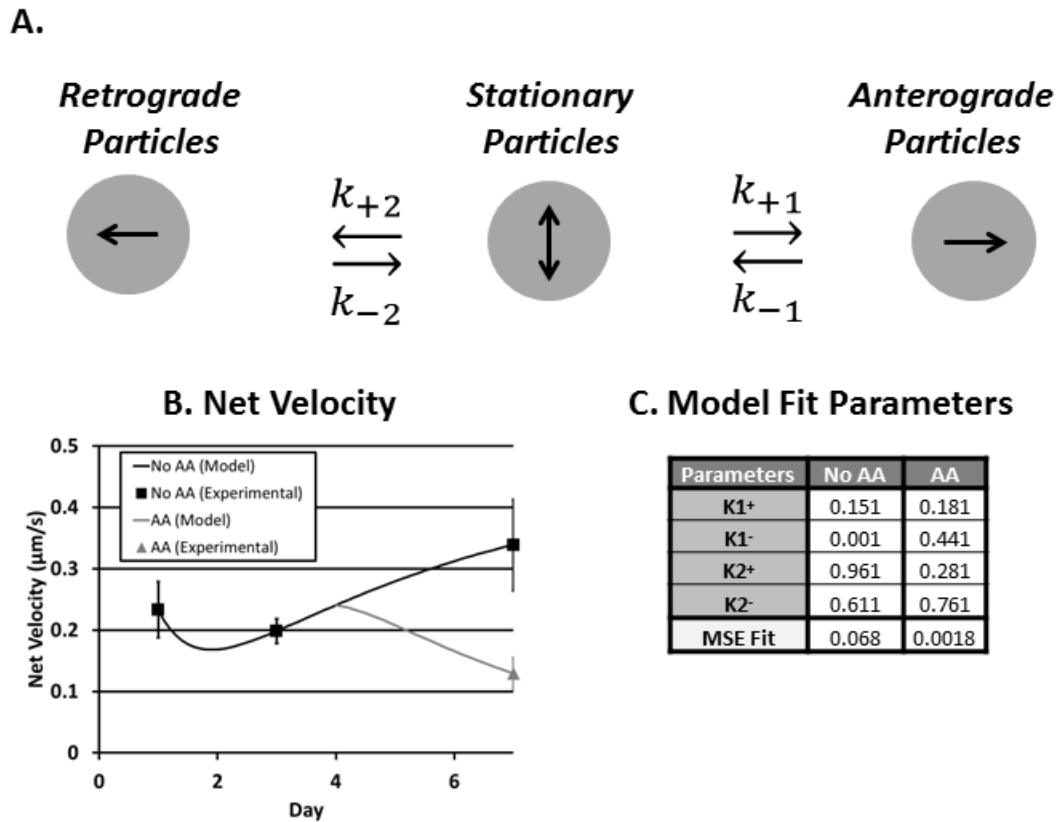 A.
Retrograde Particles
Stationary Particles
Anterograde Particles
k+2
k-2
k+1
k-1
B. Net Velocity
Net Velocity (μm/s)
0.5
0.4
0.3
0.2
0.1
0
No AA (Model)
No AA (Experimental)
AA (Model)
AA (Experimental)
0 2 4 6
Day
C. Model Fit Parameters
Parameters No AA AA
K1+ 0.151 0.181
K1- 0.001 0.441
K2+ 0.961 0.281
K2- 0.611 0.761
MSE Fit 0.068 0.0018